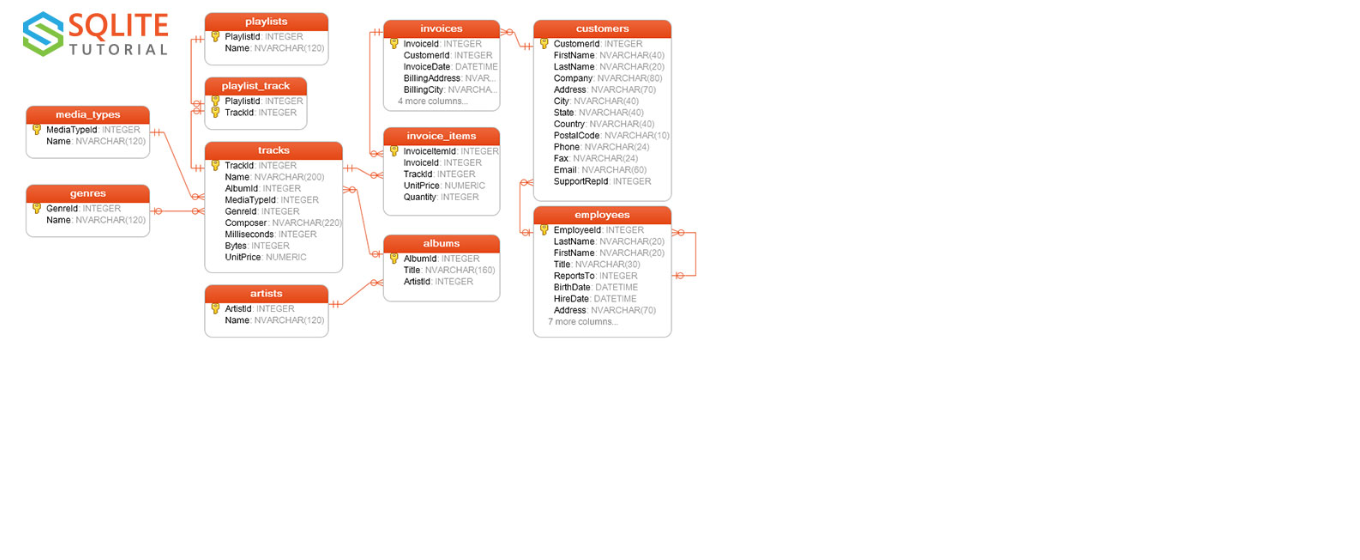 SQLITE
TUTORIAL
playlists
PlaylistId: INTEGER
Name: NVARCHAR(120)
playlist_track
PlaylistId: INTEGER
TrackId: INTEGER
media_types
MediaTypeId: INTEGER
Name: NVARCHAR(120)
genres
GenreId: INTEGER
Name: NVARCHAR(120)
tracks
TrackId: INTEGER
Name: NVARCHAR(200)
AlbumId: INTEGER
MediaTypeId: INTEGER
GenreId: INTEGER
Composer: NVARCHAR(220)
Milliseconds: INTEGER
Bytes: INTEGER
UnitPrice: NUMERIC
artists
ArtistId: INTEGER
Name: NVARCHAR(120)
invoices
InvoiceId: INTEGER
CustomerId: INTEGER
InvoiceDate: DATETIME
BillingAddress: NVAR...
BillingCity: NVARCHA...
4 more columns...
invoice_items
InvoiceItemId: INTEGER
InvoiceId: INTEGER
TrackId: INTEGER
UnitPrice: NUMERIC
Quantity: INTEGER
albums
AlbumId: INTEGER
Title: NVARCHAR(160)
ArtistId: INTEGER
customers
CustomerId: INTEGER
FirstName: NVARCHAR(40)
LastName: NVARCHAR(20)
Company: NVARCHAR(80)
Address: NVARCHAR(70)
City: NVARCHAR(40)
State: NVARCHAR(40)
Country: NVARCHAR(40)
PostalCode: NVARCHAR(10)
Phone: NVARCHAR(24)
Fax: NVARCHAR(24)
Email: NVARCHAR(60)
SupportRepId: INTEGER
employees
EmployeeId: INTEGER
LastName: NVARCHAR(20)
FirstName: NVARCHAR(20)
Title: NVARCHAR(30)
ReportsTo: INTEGER
BirthDate: DATETIME
HireDate: DATETIME
Address: NVARCHAR(70)
7 more columns...